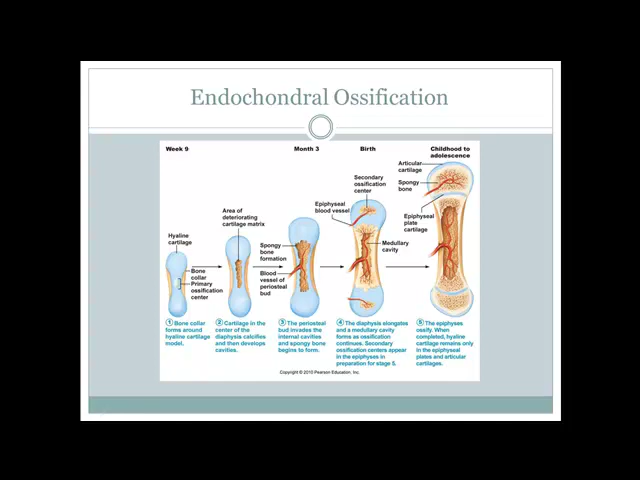 Endochondral Ossification
Week 9
Month 3
Birth
Childhood to
adolescence
Articular
cartilage
Spongy
bone
Secondary
ossification
center
Epiphyseal
blood vessel
Area of
deteriorating
cartilage matrix
Epiphyseal
plate
cartilage
Hyaline
cartilage
Spongy
bone
formation
Medullary
cavity
Bone
collar
Primary
ossification
center
Blood
vessel of
periosteal
bud
1 Bone collar
forms around
hyaline cartilage
model.
2 Cartilage in the
center of the
diaphysis calcifies
and then develops
cavities.
3 The periosteal
bud invades the
internal cavities
and spongy bone
begins to form.
4 The diaphysis elongates
and a medullary cavity
forms as ossification
continues. Secondary
ossification centers appear
in the epiphyses in
preparation for stage 5.
5 The epiphyses
ossify. When
completed, hyaline
cartilage remains only
in the epiphyseal
plates and articular
cartilages.
Copyright © 2010 Pearson Education, Inc.